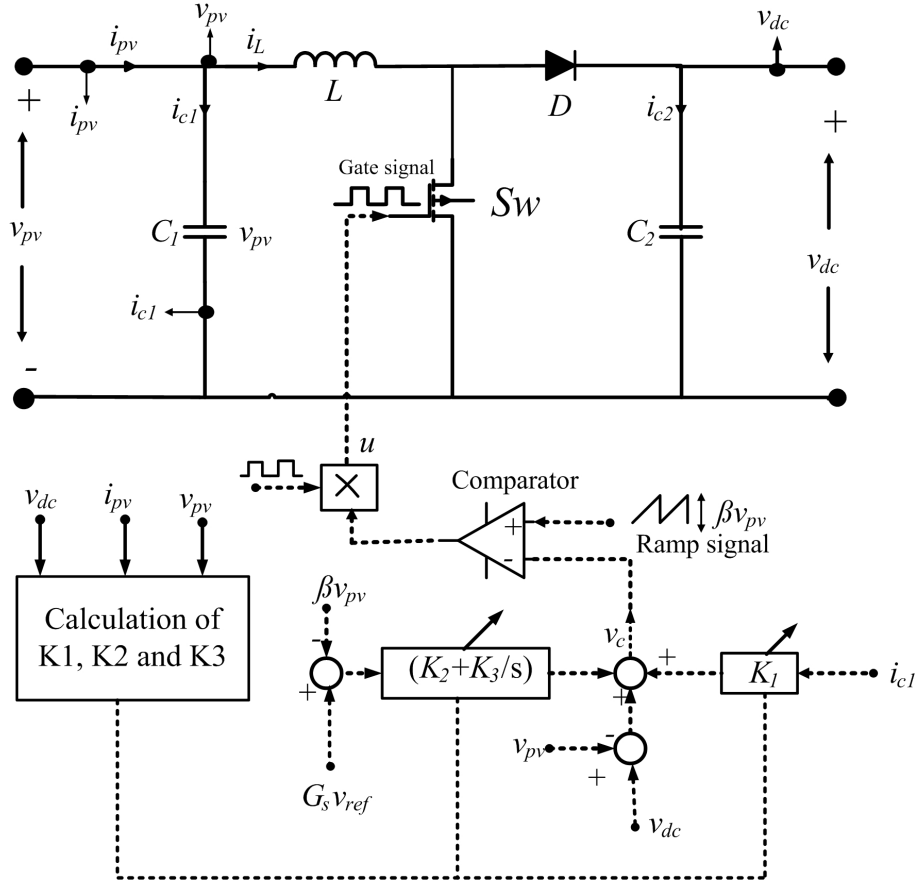 v_pv
v_dc
i_pv
i_L
L
D
i_pv
i_c1
i_c2
+
+
Gate signal
Sw
v_pv
C_1
v_pv
C_2
v_dc
i_c1
-
u
v_dc
i_pv
v_pv
Comparator
+
-
βv_pv
Ramp signal
Calculation of
K1, K2 and K3
βv_pv
-
+
(K_2+K_3/s)
v_c
+
+
K_1
i_c1
v_pv
-
+
G_s v_ref
v_dc